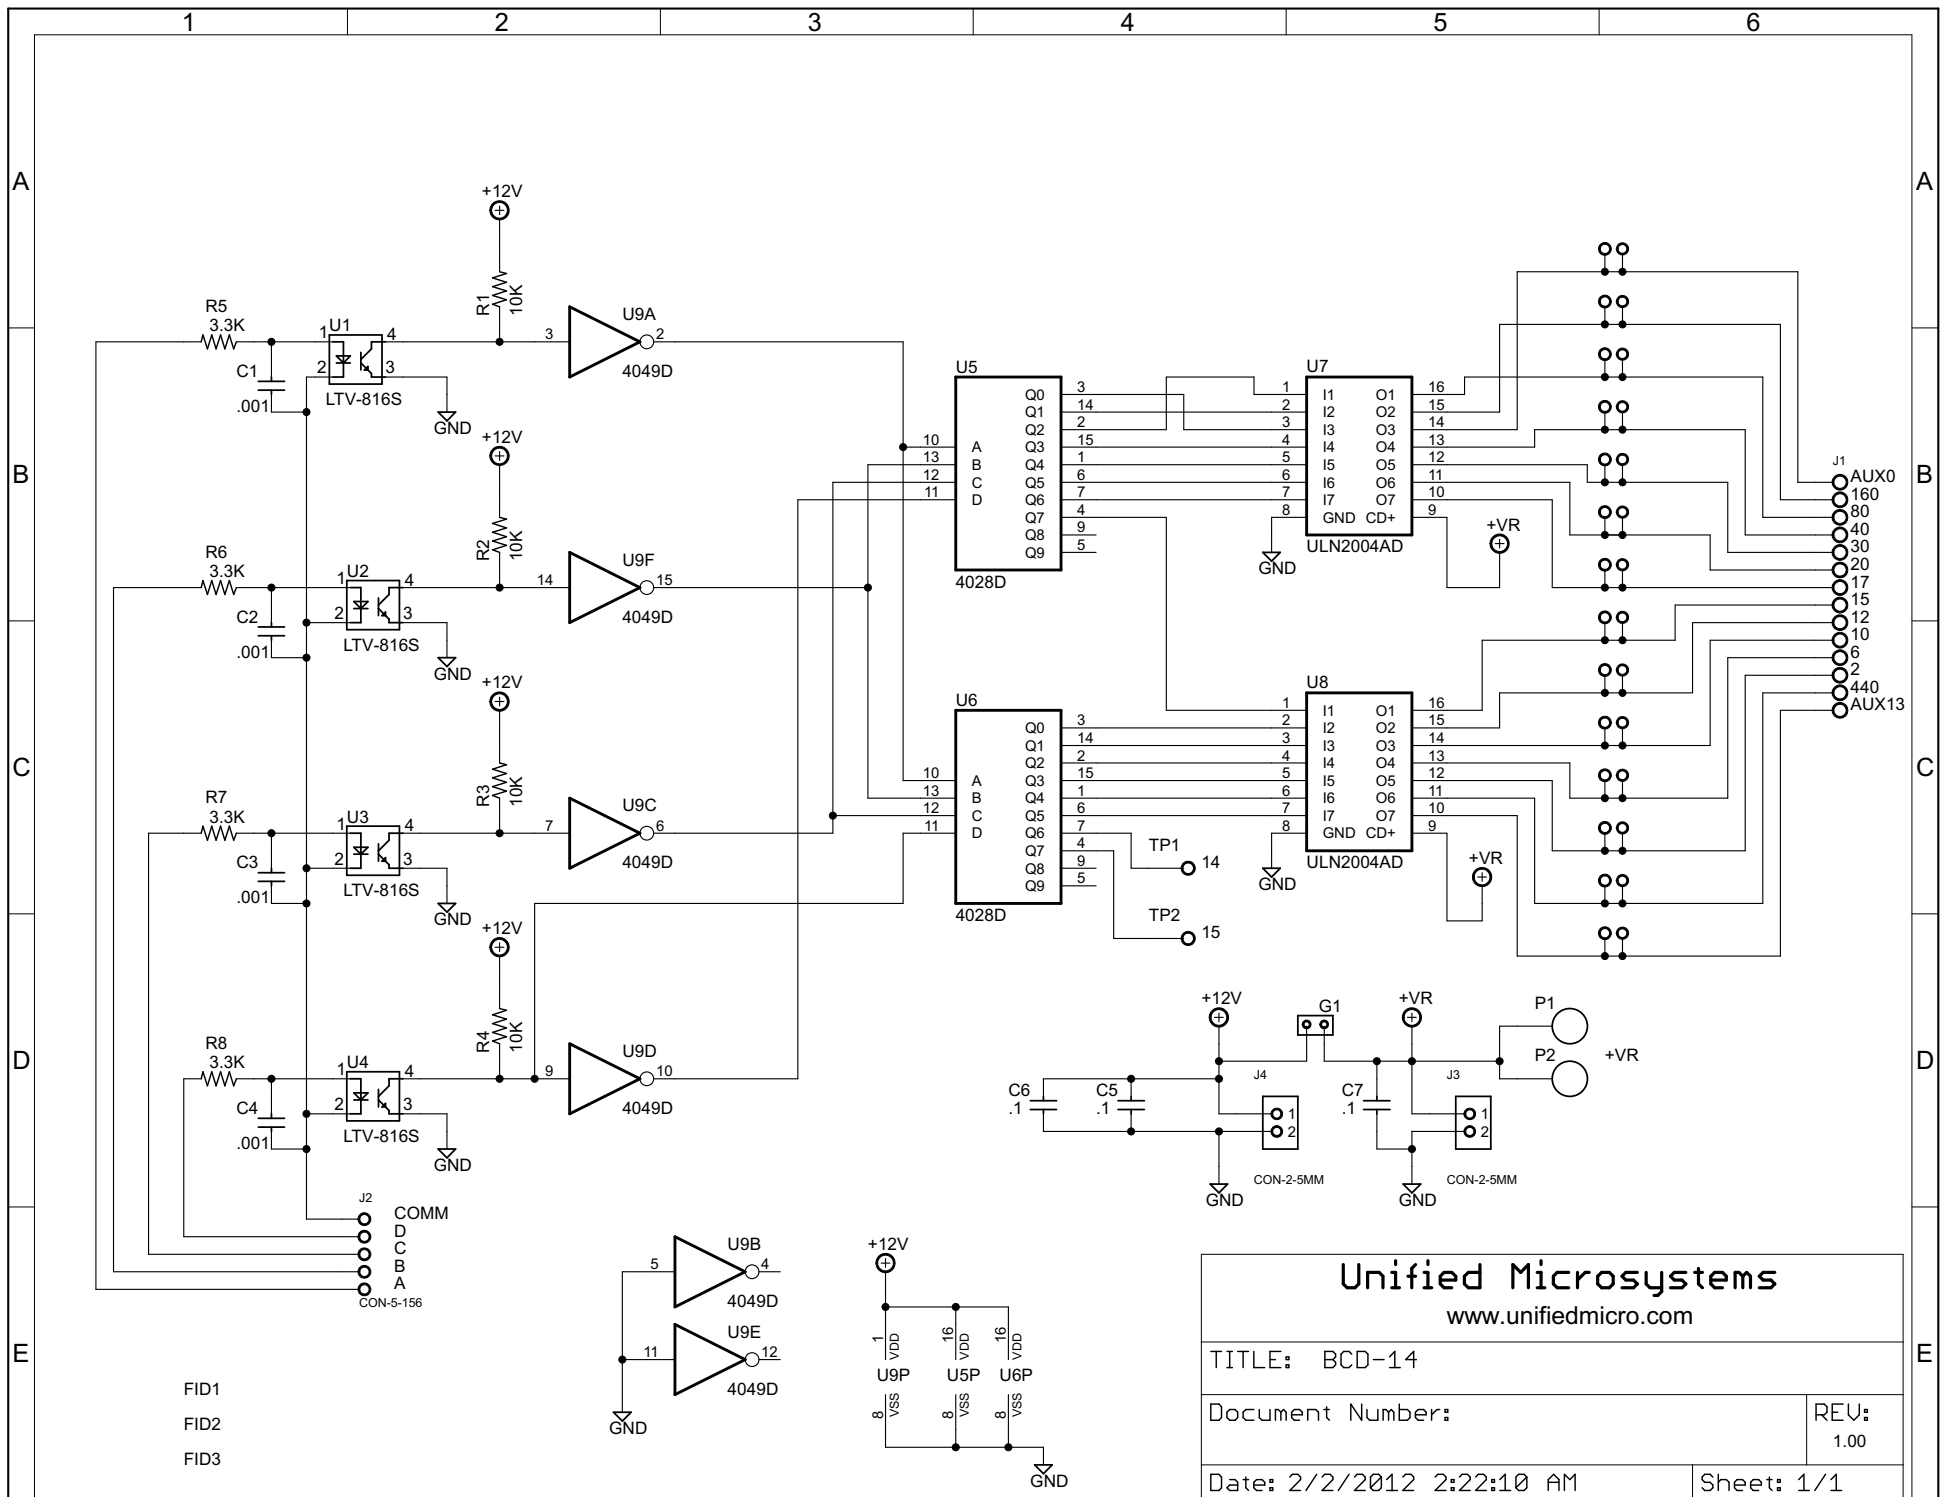 1 2 3 4 5 6
A A
+12V
R1 10K
R5
3.3K
U1
1 4
2 3
C1
.001
LTV-816S
GND
3 U9A 2
4049D
+12V
B B
R2 10K
R6
3.3K
U2
1 4
2 3
C2
.001
LTV-816S
GND
14 U9F 15
4049D
+12V
R3 10K
R7
3.3K
U3
1 4
2 3
C3
.001
LTV-816S
GND
7 U9C 6
4049D
C C
+12V
R4 10K
R8
3.3K
U4
1 4
2 3
C4
.001
LTV-816S
GND
9 U9D 10
4049D
D D
J2
COMM
D
C
B
A
CON-5-156
U5
10 A
13 B
12 C
11 D
Q0 3
Q1 14
Q2 2
Q3 15
Q4 1
Q5 6
Q6 7
Q7 4
Q8 9
Q9 5
4028D
U7
1 I1 O1 16
2 I2 O2 15
3 I3 O3 14
4 I4 O4 13
5 I5 O5 12
6 I6 O6 11
7 I7 O7 10
8 GND CD+ 9
ULN2004AD
GND
+VR
J1
AUX0
160
80
40
30
20
17
15
12
10
6
2
440
AUX13
U6
10 A
13 B
12 C
11 D
Q0 3
Q1 14
Q2 2
Q3 15
Q4 1
Q5 6
Q6 7
Q7 4
Q8 9
Q9 5
4028D
TP1
14
TP2
15
U8
1 I1 O1 16
2 I2 O2 15
3 I3 O3 14
4 I4 O4 13
5 I5 O5 12
6 I6 O6 11
7 I7 O7 10
8 GND CD+ 9
ULN2004AD
GND
+VR
+12V
G1
+VR
P1
P2
+VR
C6
.1
C5
.1
J4
1
2
CON-2-5MM
GND
C7
.1
J3
1
2
CON-2-5MM
GND
5 U9B 4
4049D
11 U9E 12
4049D
GND
+12V
1 VDD
16 VDD
16 VDD
U9P U5P U6P
8 VSS
8 VSS
8 VSS
GND
E E
FID1
FID2
FID3
Unified Microsystems
www.unifiedmicro.com
TITLE: BCD-14
Document Number:
REV:
1.00
Date: 2/2/2012 2:22:10 AM
Sheet: 1/1